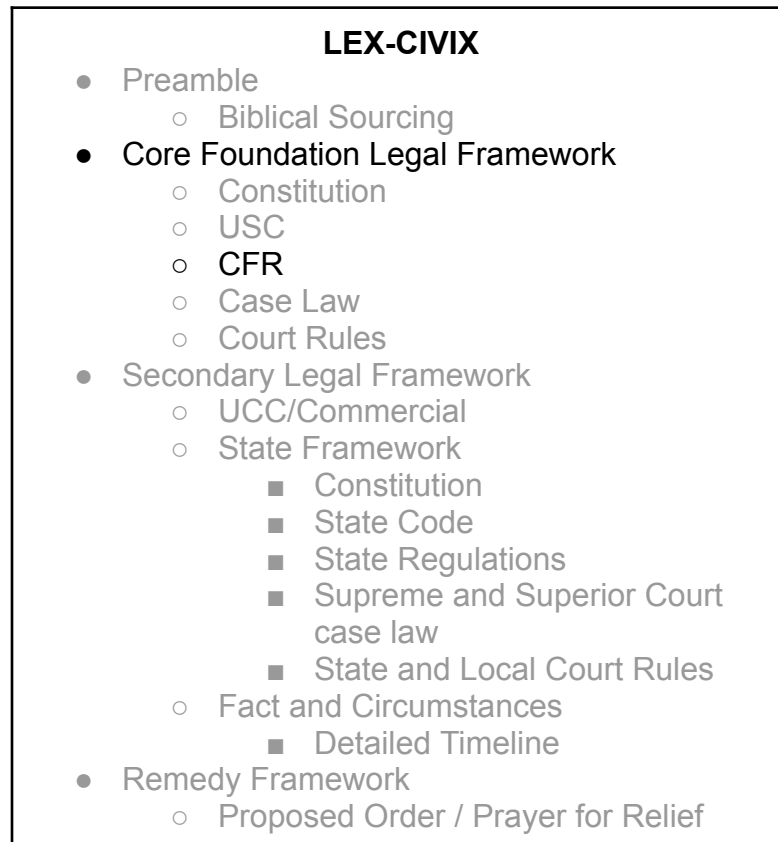 LEX-CIVIX
● Preamble
○ Biblical Sourcing
● Core Foundation Legal Framework
○ Constitution
○ USC
○ CFR
○ Case Law
○ Court Rules
● Secondary Legal Framework
○ UCC/Commercial
○ State Framework
■ Constitution
■ State Code
■ State Regulations
■ Supreme and Superior Court
case law
■ State and Local Court Rules
○ Fact and Circumstances
■ Detailed Timeline
● Remedy Framework
○ Proposed Order / Prayer for Relief